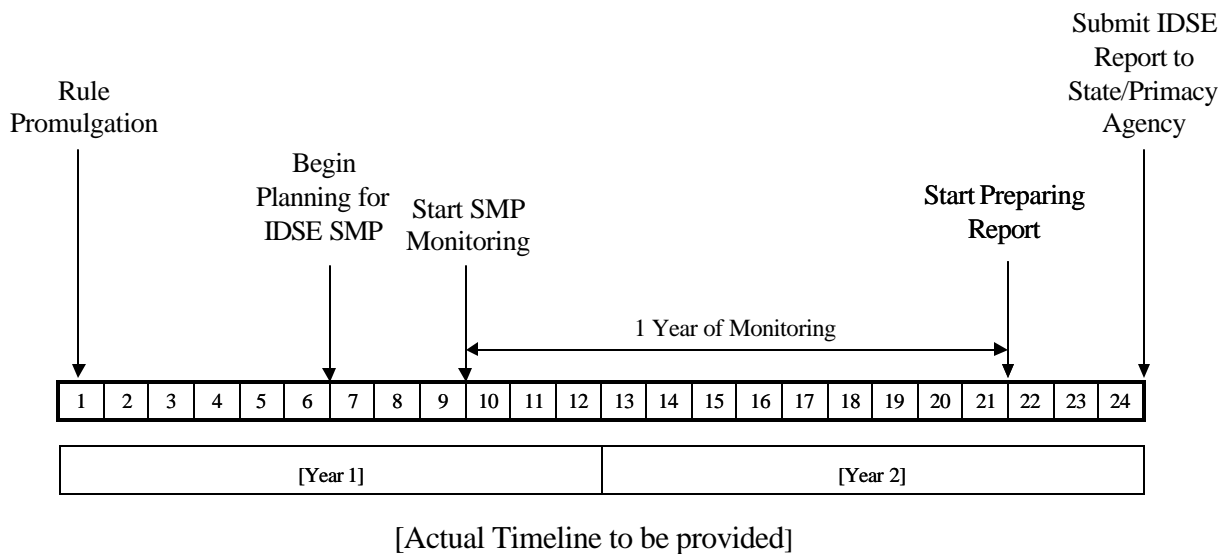 Submit IDSE
Report to
State/Primacy
Agency
Rule
Promulgation
Begin
Planning for
IDSE SMP
Start SMP
Monitoring
Start Preparing
Report
1 Year of Monitoring
1 2 3 4 5 6 7 8 9 10 11 12 13 14 15 16 17 18 19 20 21 22 23 24
[Year 1] [Year 2]
[Actual Timeline to be provided]